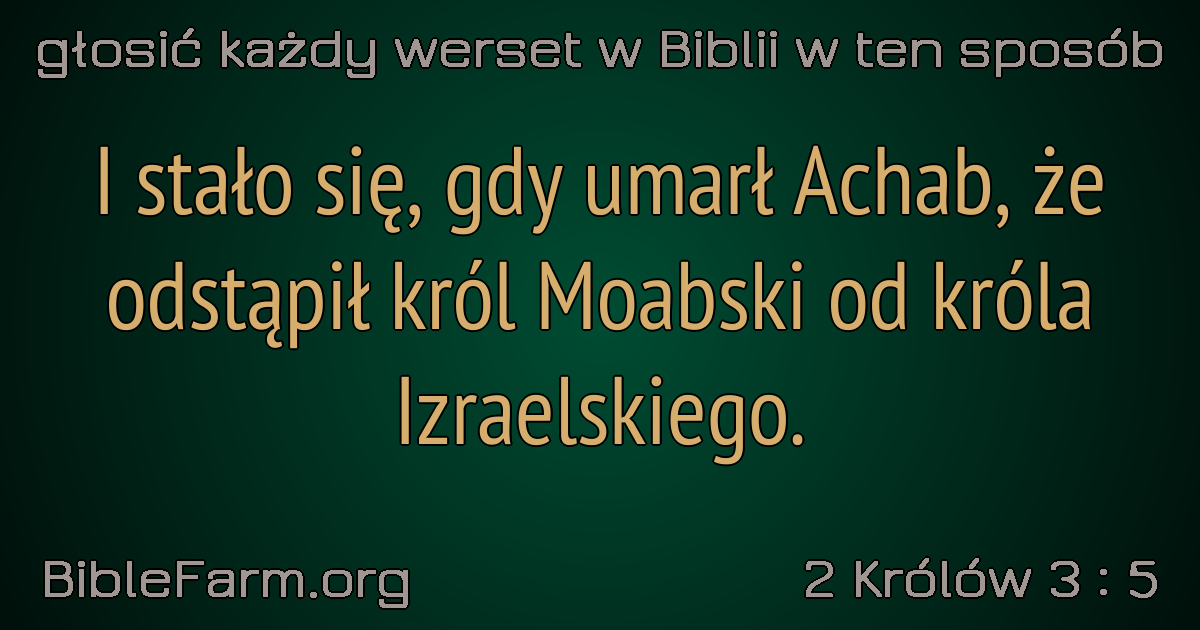 głosić każdy werset w Biblii w ten sposób
I stało się, gdy umarł Achab, że
odstąpił król Moabski od króla
Izraelskiego.
BibleFarm.org
2 Królów 3 : 5